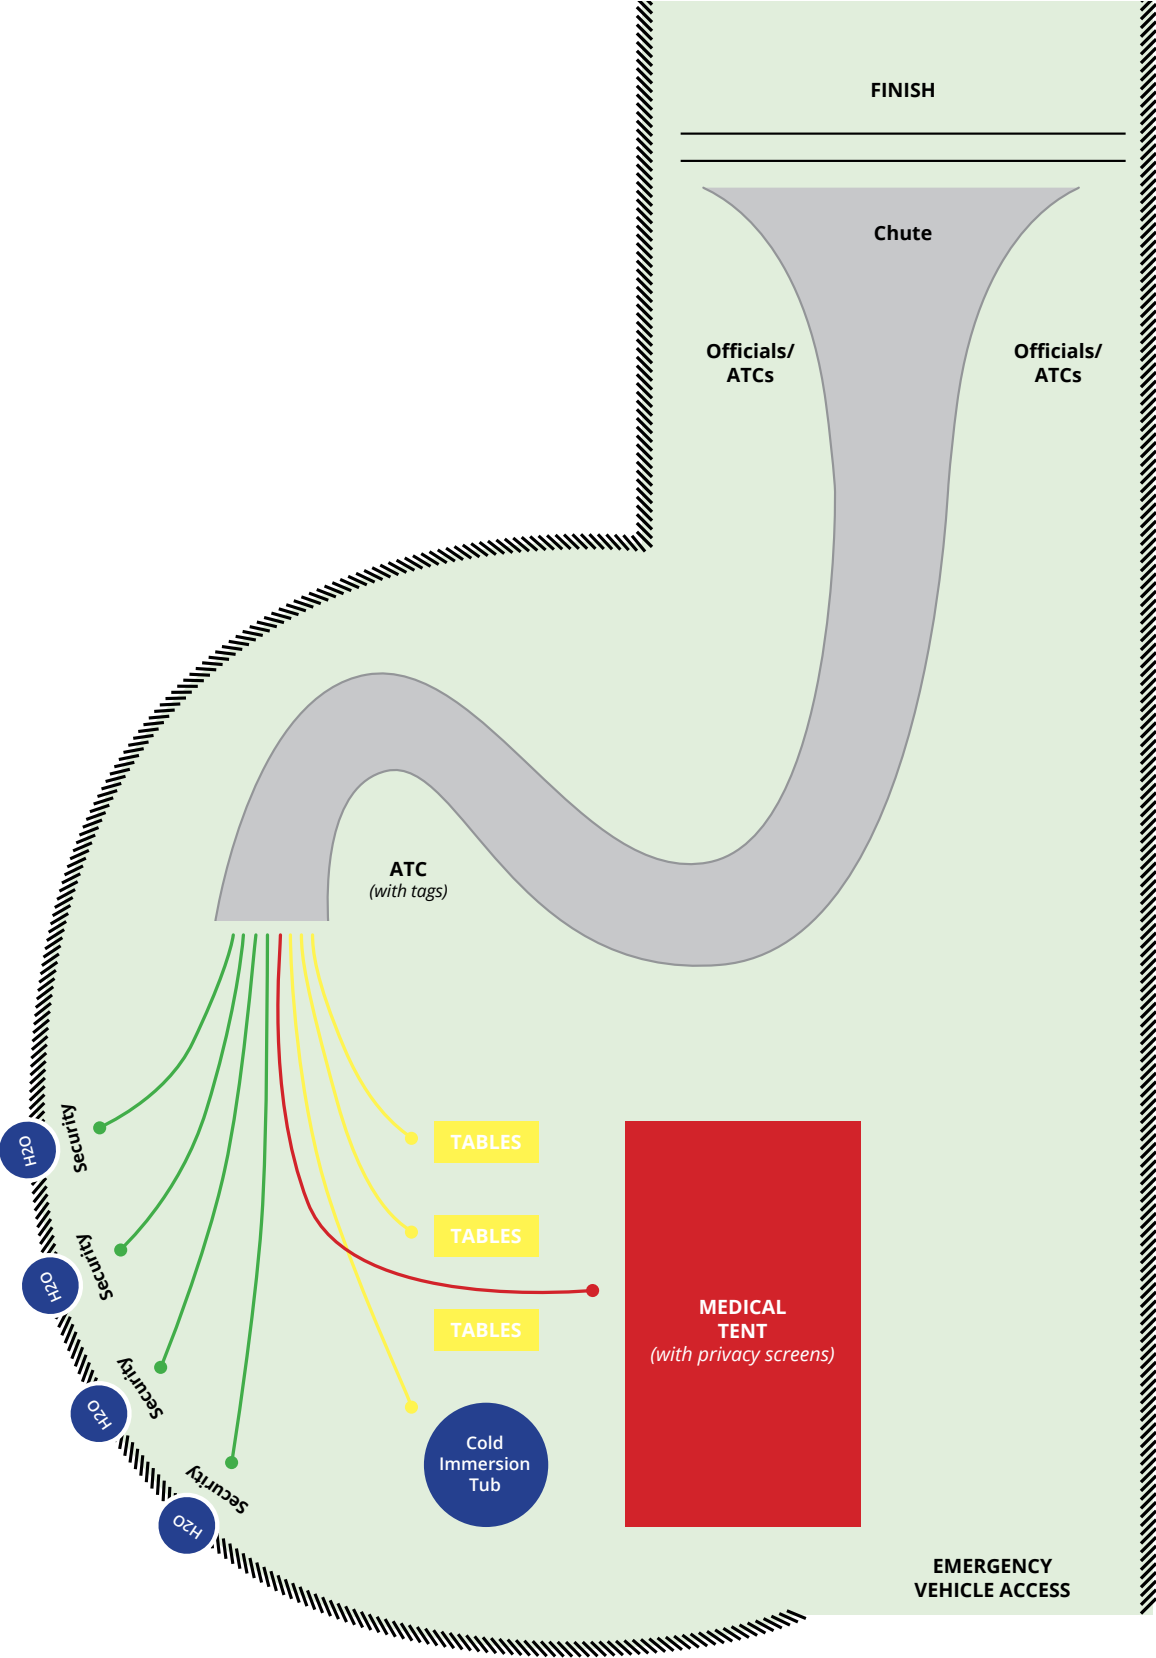 FINISH
Chute
Officials/
ATCs
Officials/
ATCs
ATC
(with tags)
Security
H2O
TABLES
Security
H2O
TABLES
MEDICAL
TENT
(with privacy screens)
TABLES
Security
H2O
Cold
Immersion
Tub
Security
H2O
EMERGENCY
VEHICLE ACCESS